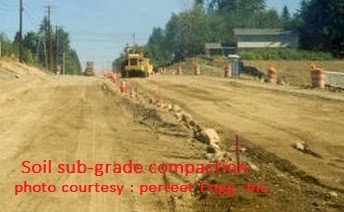 Soil sub-grade compaction
photo courtesy : perteet Engg. Inc.